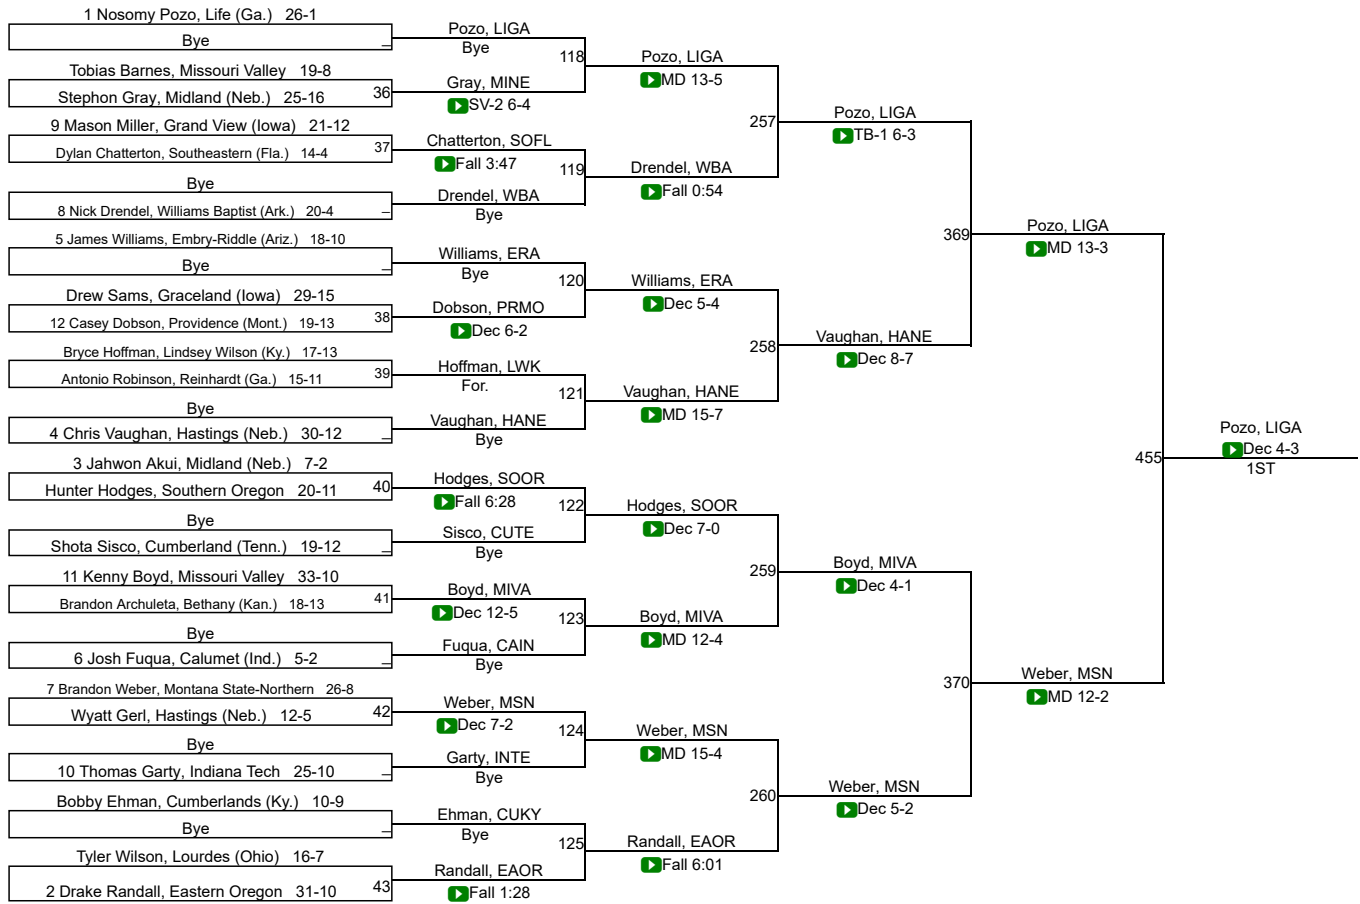 1 Nosomy Pozo, Life (Ga.) 26-1
Bye
Tobias Barnes, Missouri Valley 19-8
Stephon Gray, Midland (Neb.) 25-16
36
9 Mason Miller, Grand View (Iowa) 21-12
Dylan Chatterton, Southeastern (Fla.) 14-4
37
Bye
8 Nick Drendel, Williams Baptist (Ark.) 20-4
5 James Williams, Embry-Riddle (Ariz.) 18-10
Bye
Drew Sams, Graceland (Iowa) 29-15
12 Casey Dobson, Providence (Mont.) 19-13
38
Bryce Hoffman, Lindsey Wilson (Ky.) 17-13
Antonio Robinson, Reinhardt (Ga.) 15-11
39
Bye
4 Chris Vaughan, Hastings (Neb.) 30-12
3 Jahwon Akui, Midland (Neb.) 7-2
Hunter Hodges, Southern Oregon 20-11
40
Bye
Shota Sisco, Cumberland (Tenn.) 19-12
11 Kenny Boyd, Missouri Valley 33-10
Brandon Archuleta, Bethany (Kan.) 18-13
41
Bye
6 Josh Fuqua, Calumet (Ind.) 5-2
7 Brandon Weber, Montana State-Northern 26-8
Wyatt Gerl, Hastings (Neb.) 12-5
42
Bye
10 Thomas Garty, Indiana Tech 25-10
Bobby Ehman, Cumberlands (Ky.) 10-9
Bye
Tyler Wilson, Lourdes (Ohio) 16-7
2 Drake Randall, Eastern Oregon 31-10
43
Pozo, LIGA
Bye
118
Gray, MINE
SV-2 6-4
Chatterton, SOFL
Fall 3:47
119
Drendel, WBA
Bye
Williams, ERA
Bye
120
Dobson, PRMO
Dec 6-2
Hoffman, LWK
For.
121
Vaughan, HANE
Bye
Hodges, SOOR
Fall 6:28
122
Sisco, CUTE
Bye
Boyd, MIVA
Dec 12-5
123
Fuqua, CAIN
Bye
Weber, MSN
Dec 7-2
124
Garty, INTE
Bye
Ehman, CUKY
Bye
125
Randall, EAOR
Fall 1:28
Pozo, LIGA
MD 13-5
257
Drendel, WBA
Fall 0:54
Williams, ERA
Dec 5-4
258
Vaughan, HANE
MD 15-7
Hodges, SOOR
Dec 7-0
259
Boyd, MIVA
MD 12-4
Weber, MSN
MD 15-4
260
Randall, EAOR
Fall 6:01
Pozo, LIGA
TB-1 6-3
369
Vaughan, HANE
Dec 8-7
Boyd, MIVA
Dec 4-1
370
Weber, MSN
Dec 5-2
Pozo, LIGA
MD 13-3
455
Weber, MSN
MD 12-2
Pozo, LIGA
Dec 4-3
1ST